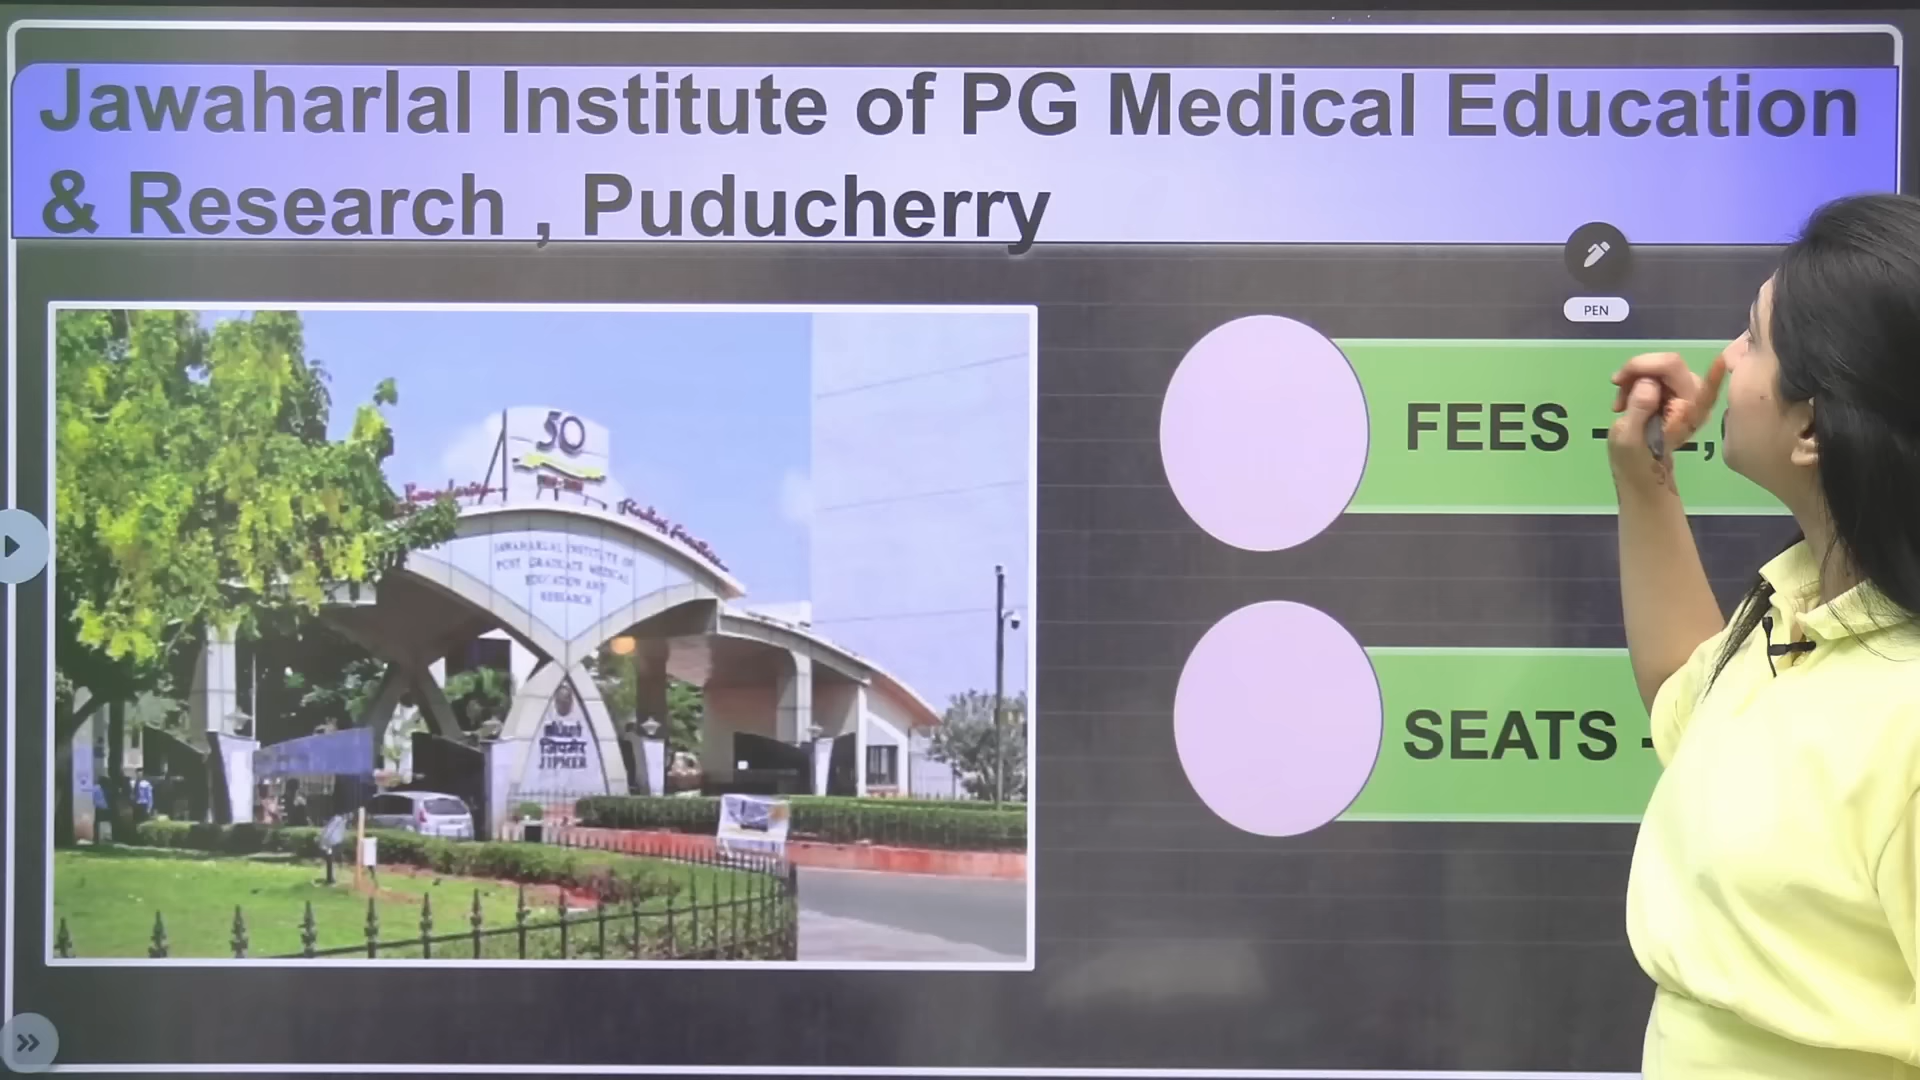 Jawaharlal Institute of PG Medical Education
& Research , Puducherry
PEN
50
JAWAHARLAL INSTITUTE OF
POST GRADUATE MEDICAL
EDUCATION AND
RESEARCH
जिपमेर
JIPMER
FEES -
SEATS -